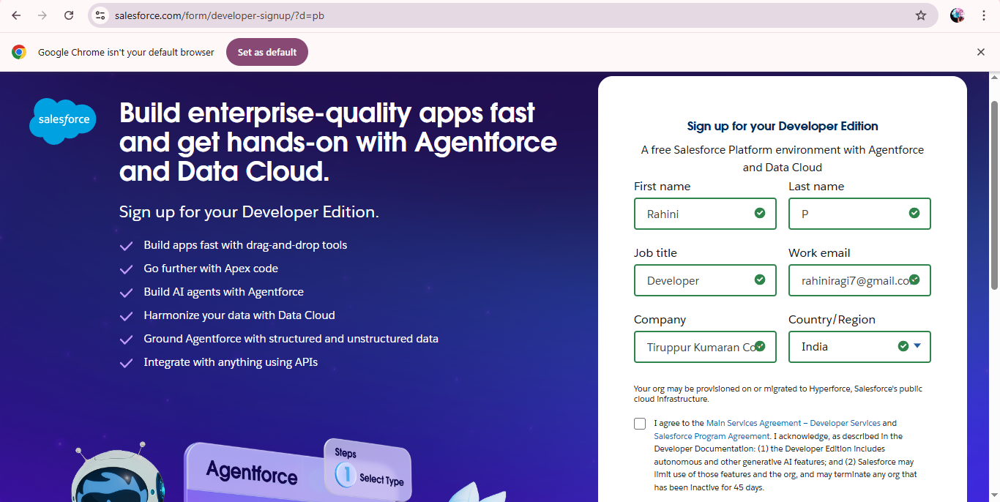 salesforce.com/form/developer-signup/?d=pb
Google Chrome isn't your default browser
Set as default
salesforce
Build enterprise-quality apps fast
and get hands-on with Agentforce
and Data Cloud.
Sign up for your Developer Edition.
Build apps fast with drag-and-drop tools
Go further with Apex code
Build AI agents with Agentforce
Harmonize your data with Data Cloud
Ground Agentforce with structured and unstructured data
Integrate with anything using APIs
Agentforce
Steps
1
Select Type
Sign up for your Developer Edition
A free Salesforce Platform environment with Agentforce
and Data Cloud
First name
Last name
Rahini
P
Job title
Work email
Developer
rahiniragi7@gmail.co
Company
Country/Region
Tiruppur Kumaran Co
India
Your org may be provisioned on or migrated to Hyperforce, Salesforce's public
cloud infrastructure.
I agree to the Main Services Agreement – Developer Services and
Salesforce Program Agreement. I acknowledge, as described in the
Developer Documentation: (1) the Developer Edition includes
autonomous and other generative AI features; and (2) Salesforce may
limit use of those features and the org, and may terminate any org that
has been inactive for 45 days.